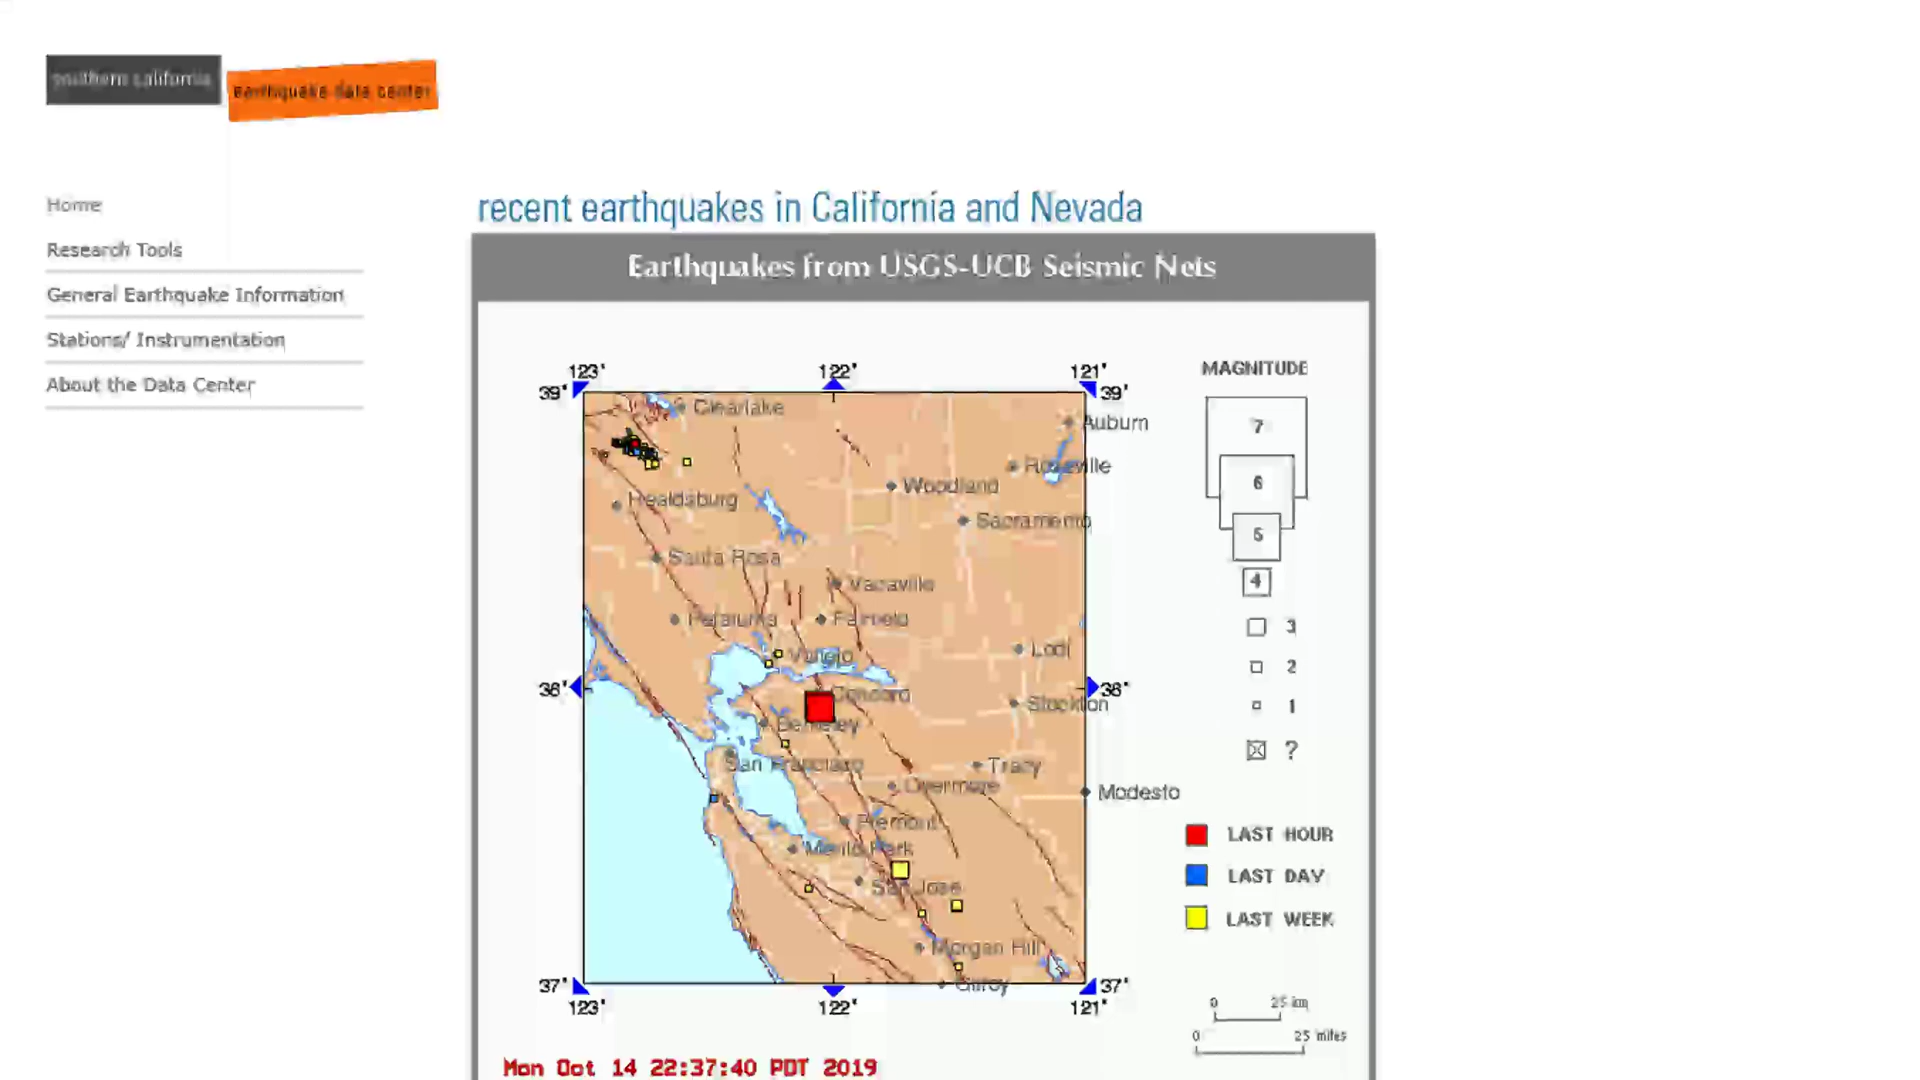 southern california
earthquake data center
Home
Research Tools
General Earthquake Information
Stations/ Instrumentation
About the Data Center
recent earthquakes in California and Nevada
Earthquakes from USGS-UCB Seismic Nets
123° 122° 121°
39° 39°
MAGNITUDE
Clearlake
Auburn
7
Roseville
Woodland
6
Healdsburg
Sacramento
5
Santa Rosa
Vacaville
4
Petaluma
Fairfield
3
Vallejo
Lodi
2
38° 38°
Concord
Stockton
1
Berkeley
?
San Francisco
Tracy
Livermore
Modesto
Fremont
LAST HOUR
Menlo Park
LAST DAY
San Jose
LAST WEEK
Morgan Hill
37° 37°
Gilroy
123° 122° 121°
0 25 km
0 25 miles
Mon Oct 14 22:37:40 PDT 2019